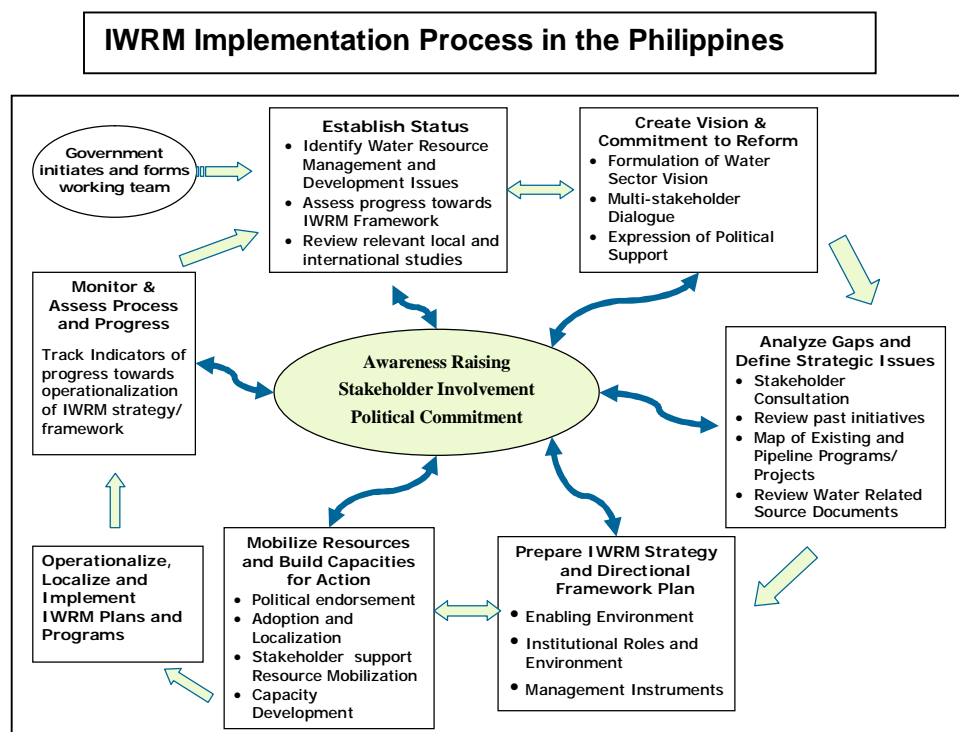 IWRM Implementation Process in the Philippines
Government
initiates and forms
working team
Establish Status
• Identify Water Resource
Management and
Development Issues
• Assess progress towards
IWRM Framework
• Review relevant local and
international studies
Create Vision &
Commitment to Reform
• Formulation of Water
Sector Vision
• Multi-stakeholder
Dialogue
• Expression of Political
Support
Analyze Gaps and
Define Strategic Issues
• Stakeholder
Consultation
• Review past initiatives
• Map of Existing and
Pipeline Programs/
Projects
• Review Water Related
Source Documents
Prepare IWRM Strategy
and Directional
Framework Plan
• Enabling Environment
• Institutional Roles and
Environment
• Management Instruments
Mobilize Resources
and Build Capacities
for Action
• Political endorsement
• Adoption and
Localization
• Stakeholder support
Resource Mobilization
• Capacity
Development
Operationalize,
Localize and
Implement
IWRM Plans and
Programs
Monitor &
Assess Process
and Progress
Track Indicators of
progress towards
operationalization
of IWRM strategy/
framework
Awareness Raising
Stakeholder Involvement
Political Commitment